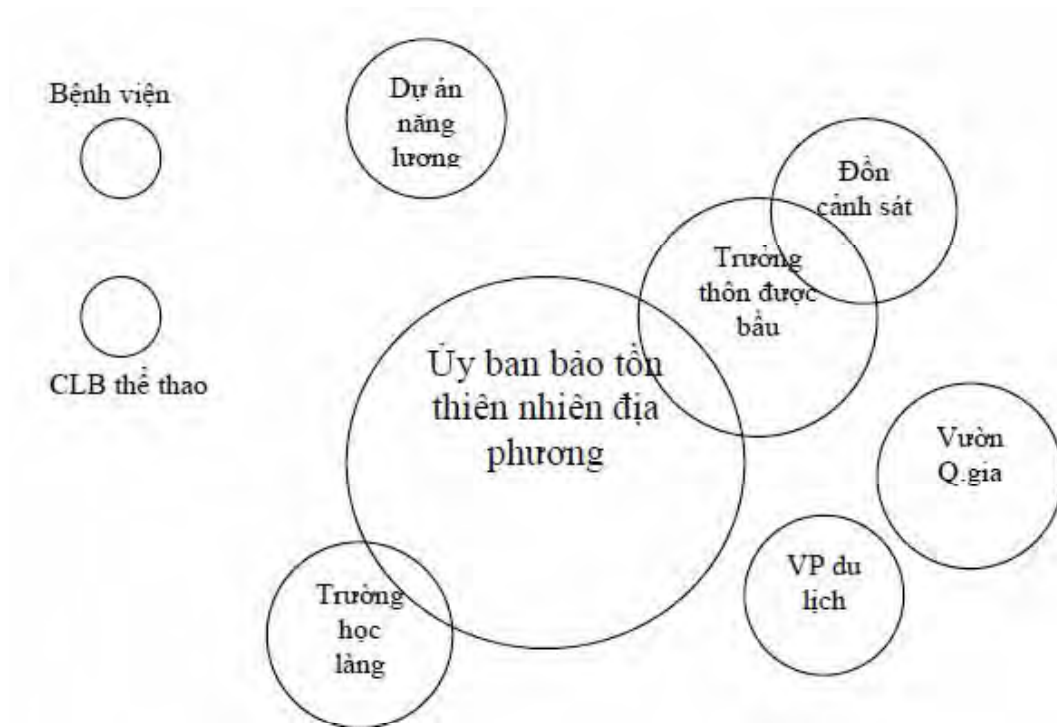 Bệnh viện
CLB thể thao
Dự án
năng
lượng
Đồn
cảnh sát
Trưởng
thôn được
bầu
Ủy ban bảo tồn
thiên nhiên địa
phương
Vườn
Q.gia
VP du
lịch
Trường
học
làng